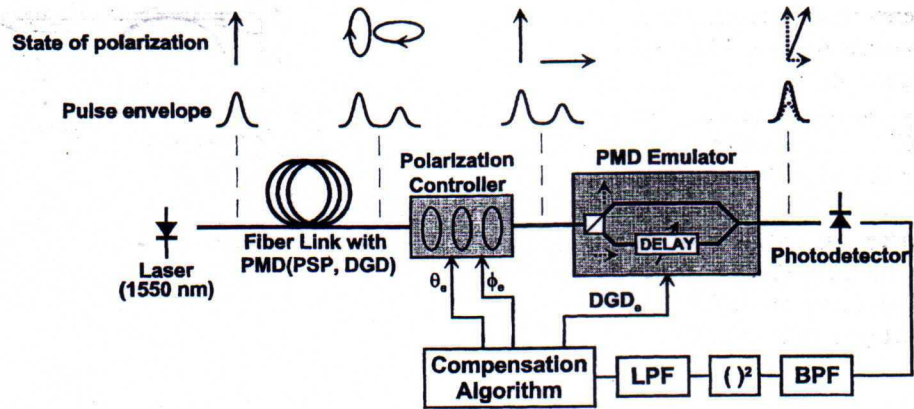 State of polarization
Pulse envelope
Polarization
Controller
PMD Emulator
DELAY
Fiber Link with
PMD(PSP, DGD)
Laser
(1550 nm)
Photodetector
θₑ
ϕₑ
DGDₑ
Compensation
Algorithm
LPF
( )²
BPF